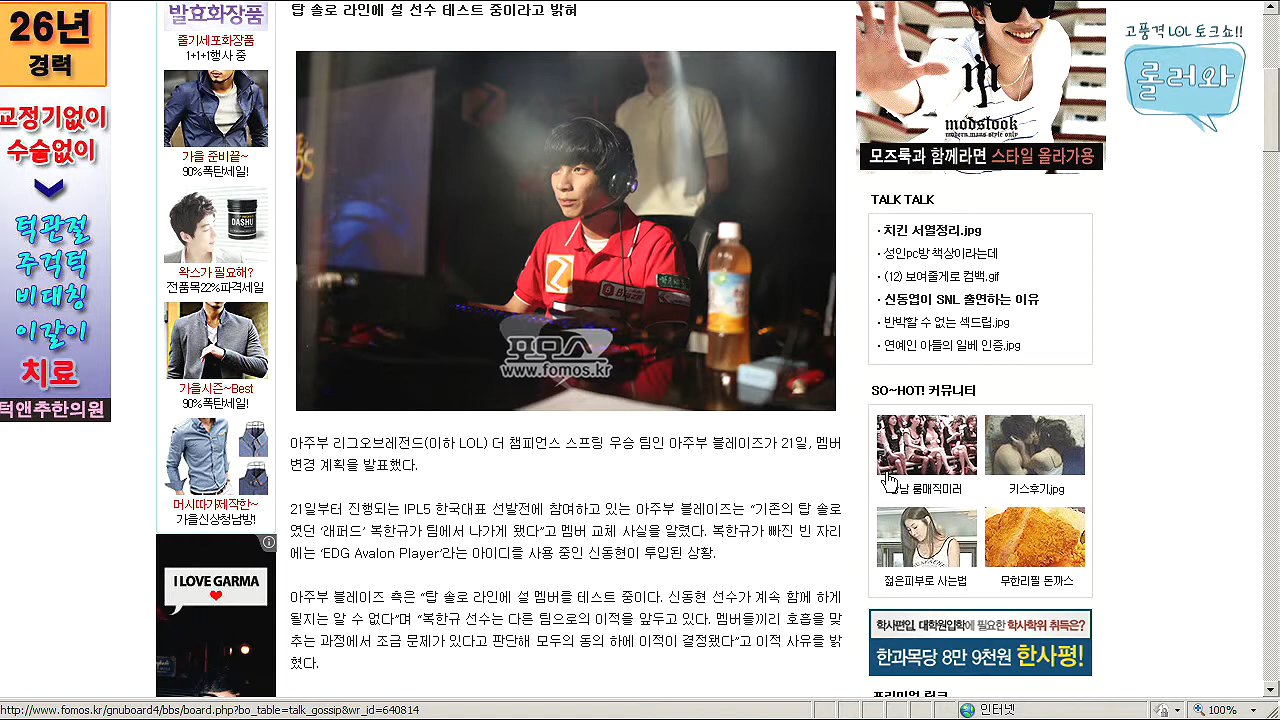 26년
경력
교정기없이
수술없이
턱관절
주걱턱
비대칭
이갈이
치료
턱앤추한의원
발효화장품
줄기세포화장품
1+1+1행사 중
가을 준비끝~
90%폭탄세일!
DASHU
왁스가 필요해?
전품목22%파격세일
가을시즌~Best
90%폭탄세일!
머시따가제작한~
가을신상청남방!
I LOVE GARMA
탑 솔로 라인에 설 선수 테스트 중이라고 밝혀
포모스
www.fomos.kr
아주부 리그오브레전드(이하 LOL) 더 챔피언스 스프링 우승 팀인 아주부 블레이즈가 21일, 멤버
변경 계획을 발표했다.
21일부터 진행되는 IPL5 한국대표 선발전에 참여하고 있는 아주부 블레이즈는 "기존의 탑 솔로
였던 '래퍼드' 복한규가 팀에서 나가게 됐다"고 멤버 교체 사실을 알렸다. 복한규가 빠진 빈 자리
에는 'EDG Avalon Player'라는 아이디를 사용 중인 신동현이 투입된 상황.
아주부 블레이즈 측은 "탑 솔로 라인에 설 멤버를 테스트 중이다. 신동현 선수가 계속 함께 하게
될지는 알 수 없다. 복한규 선수는 다른 팀으로의 이적을 앞두고 있다. 멤버들끼리 호흡을 맞
추는 과정에서 조금 문제가 있다고 판단해 모두의 동의 하에 이적이 결정됐다"고 이적 사유를 밝
혔다.
modslook
modern.mans style only
모즈룩과 함께라면 스타일 올라가용
고품격 LOL 토크쇼!!
롤러와
TALK TALK
· 치킨 서열정리.jpg
· (12) 보여줄게로 컴백.gif
· 신동엽이 SNL 출연하는 이유
· 반박할 수 없는 섹드립.jpg
· 연예인 아들의 일베 인증.jpg
SO~HOT! 커뮤니티
남 룸매직미러
키스후기.jpg
젊은피부로 사는법
무한리필 돈까스
학사편입, 대학원입학에 필요한 학사학위 취득은?
한과목당 8만 9천원 한사평!
프리미엄 링크
http://www.fomos.kr/gnuboard4/bbs/board.php?bo_table=talk_gossip&wr_id=640814
인터넷
100%